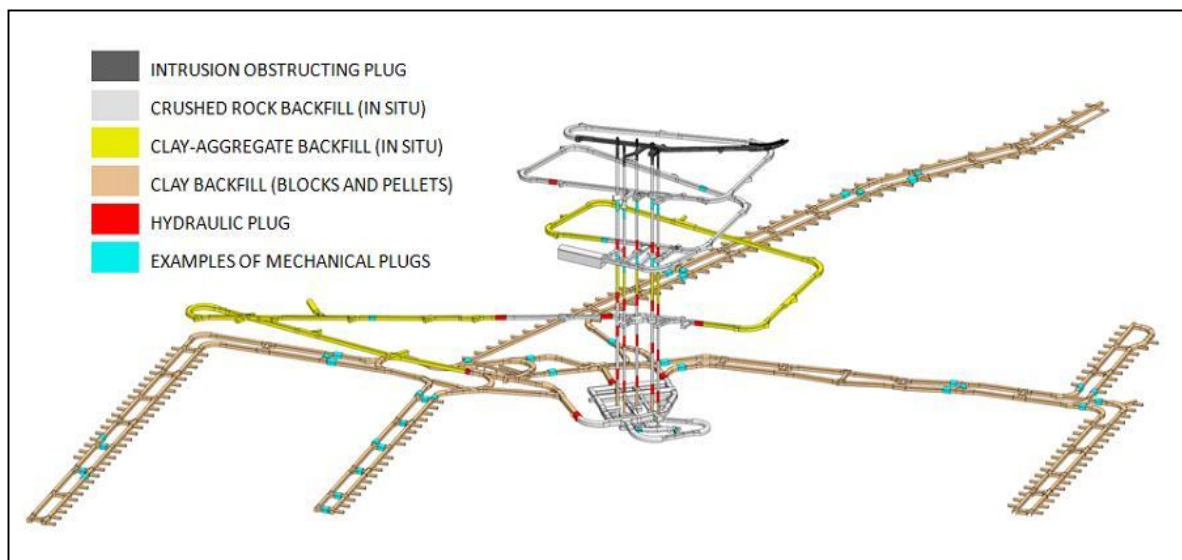 INTRUSION OBSTRUCTING PLUG
CRUSHED ROCK BACKFILL (IN SITU)
CLAY-AGGREGATE BACKFILL (IN SITU)
CLAY BACKFILL (BLOCKS AND PELLETS)
HYDRAULIC PLUG
EXAMPLES OF MECHANICAL PLUGS